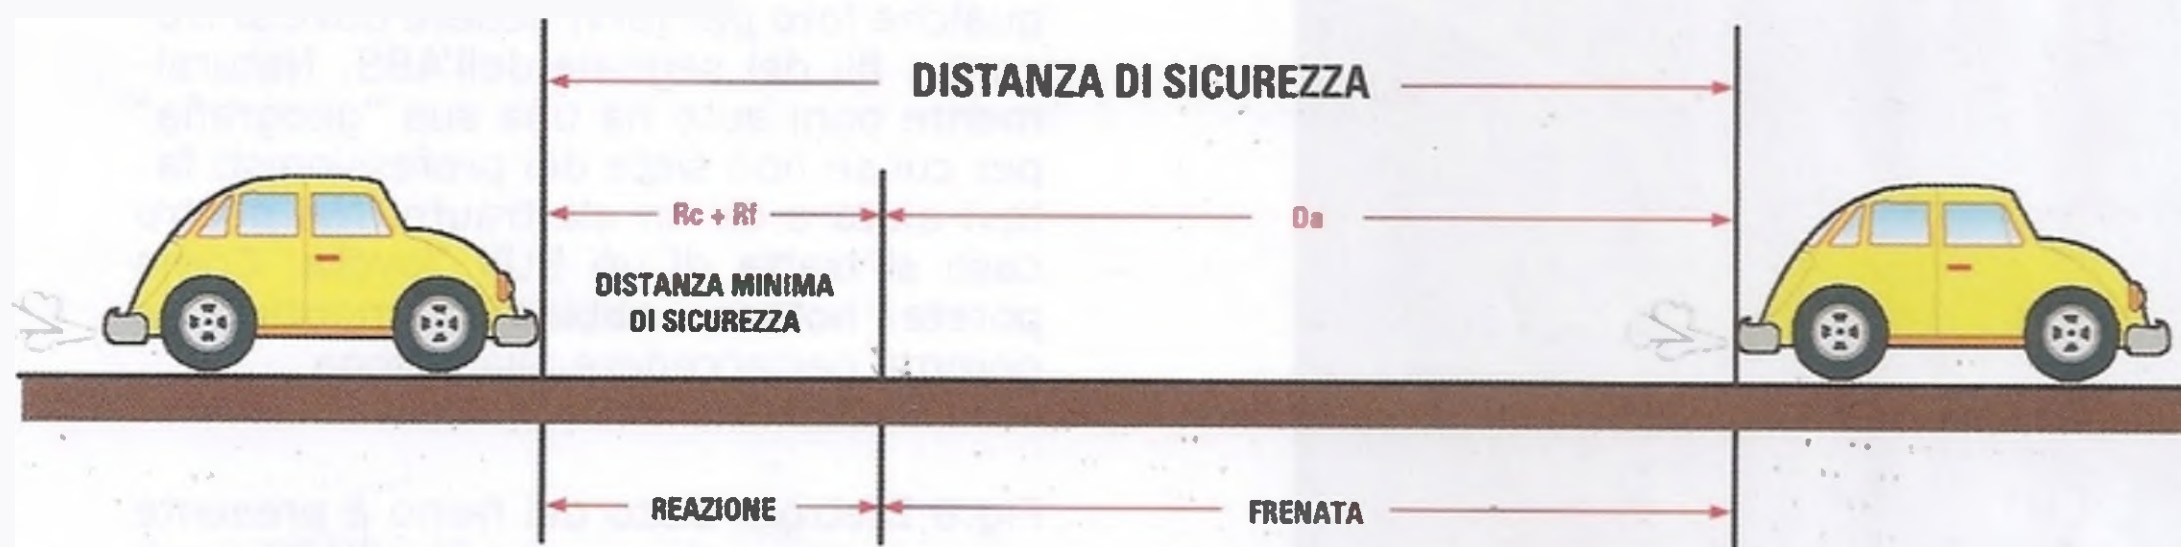 DISTANZA DI SICUREZZA
Rc + Rf
Da
DISTANZA MINIMA
DI SICUREZZA
REAZIONE
FRENATA